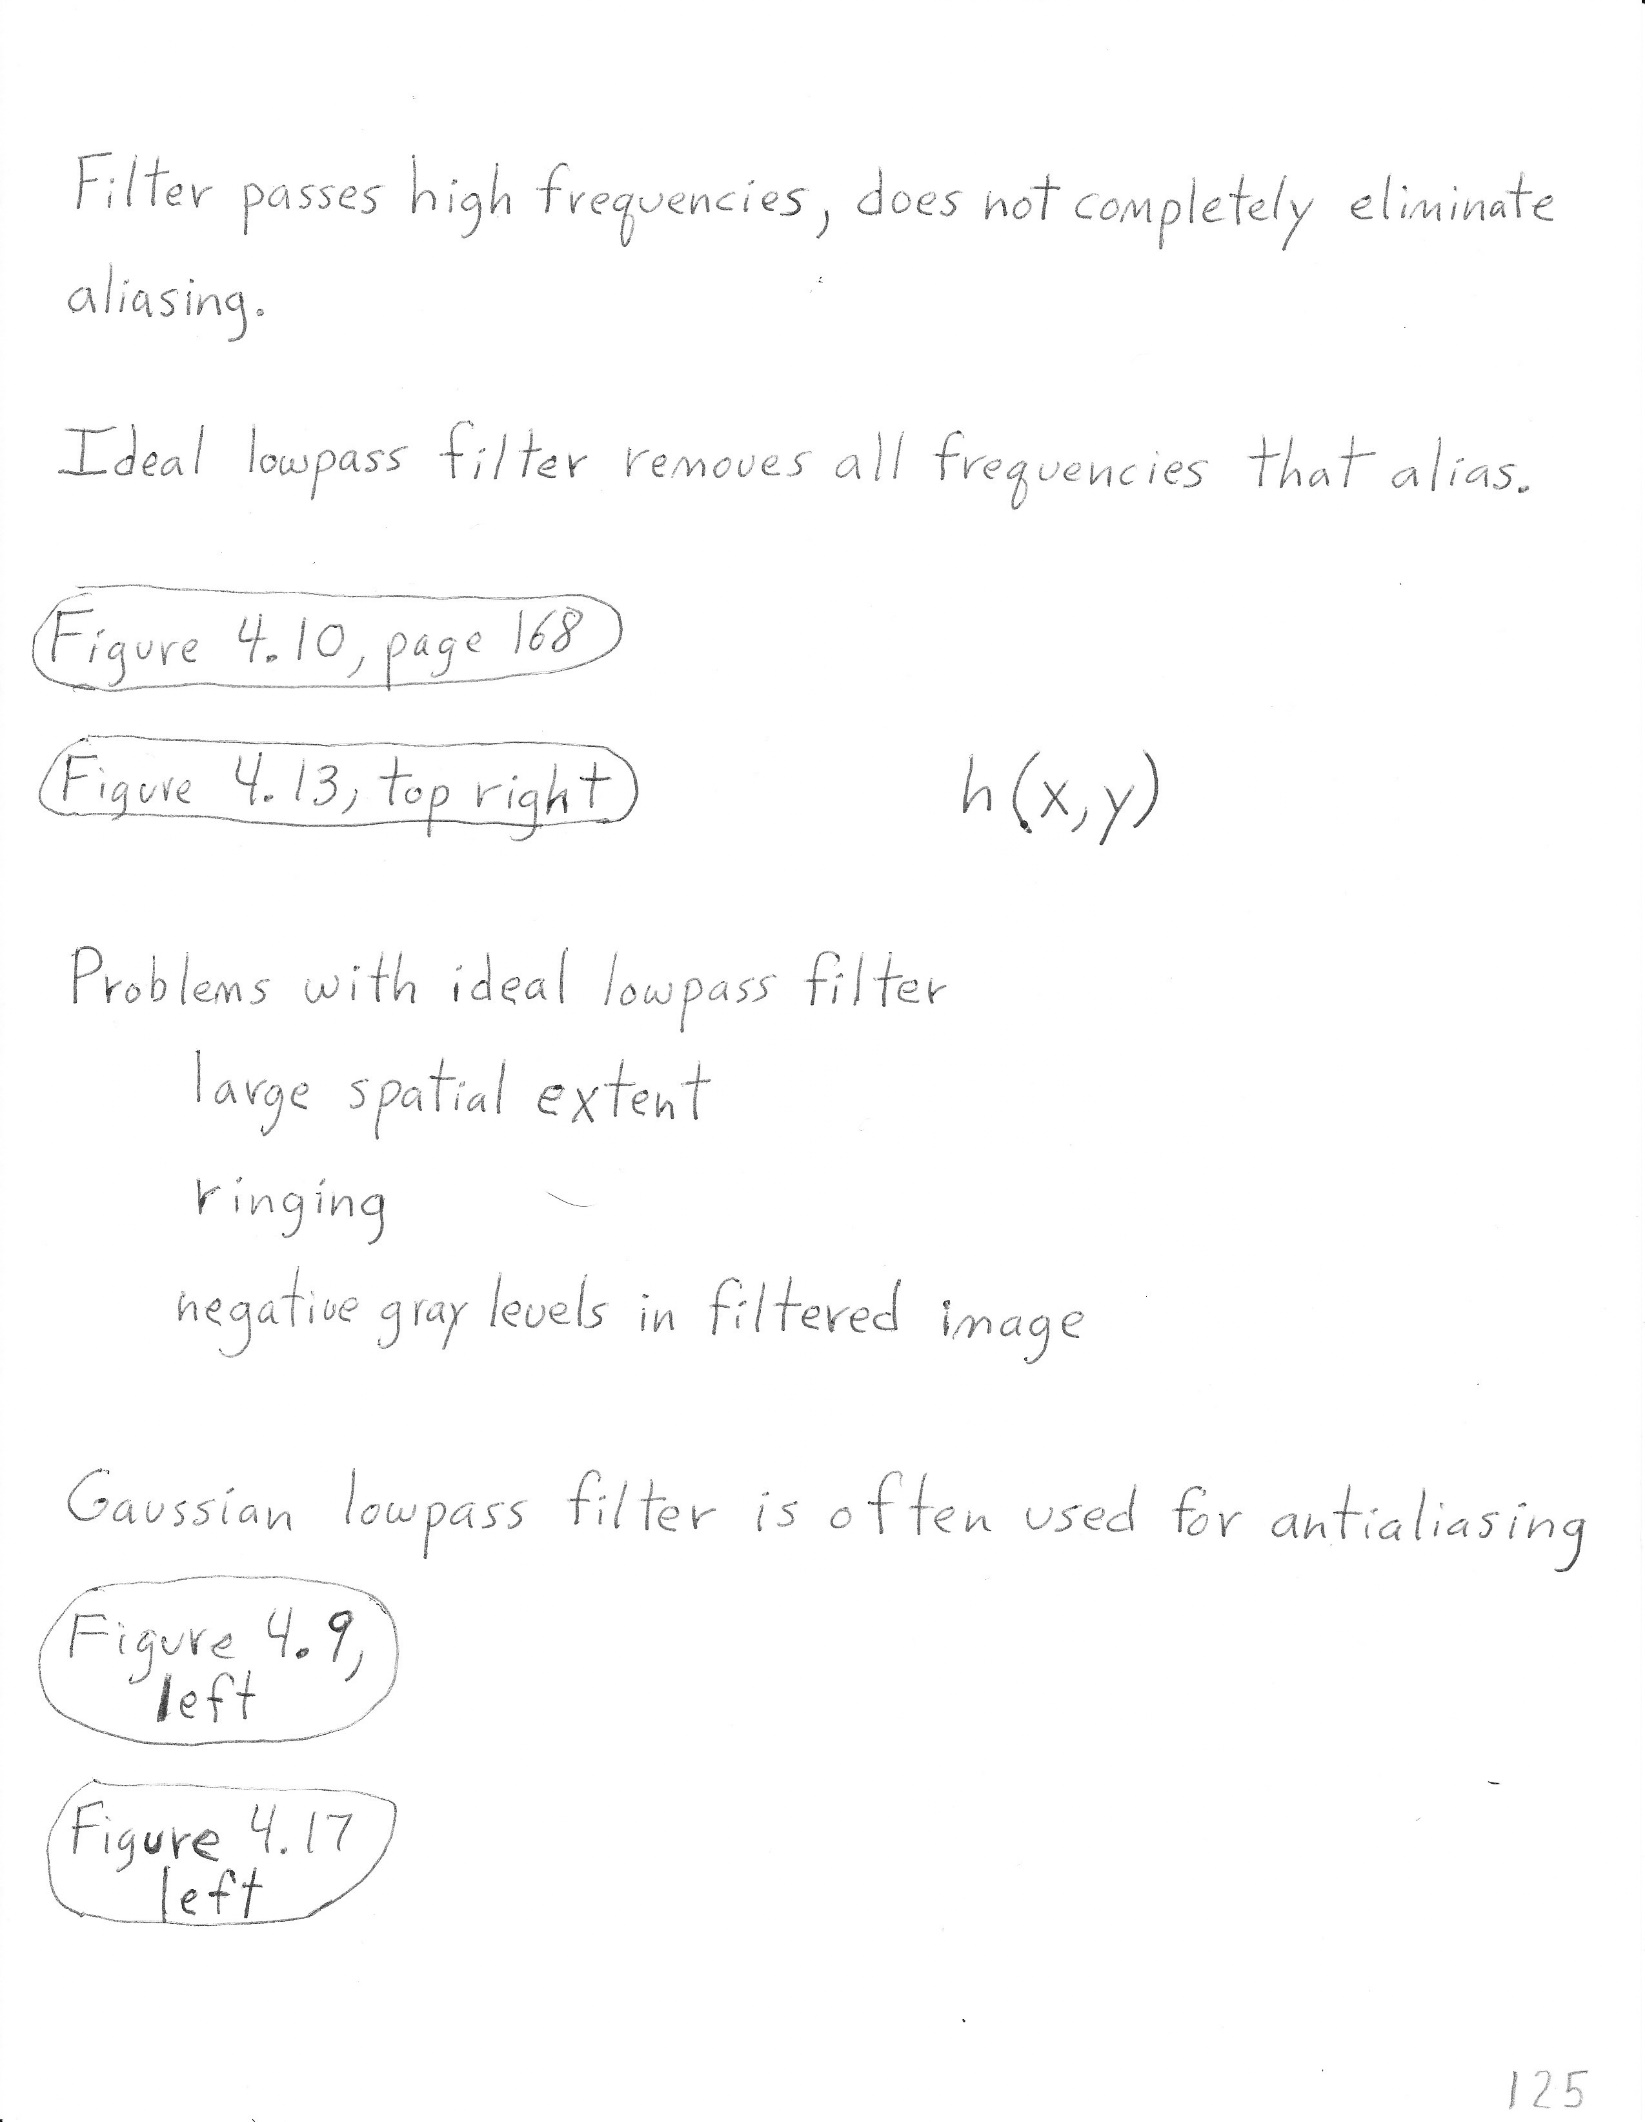 Filter passes high frequencies, does not completely eliminate
aliasing.
Ideal lowpass filter removes all frequencies that alias.
Figure 4.10, page 168
Figure 4.13, top right h(x,y)
Problems with ideal lowpass filter
large spatial extent
ringing
negative gray levels in filtered image
Gaussian lowpass filter is often used for antialiasing
Figure 4.9,
left
Figure 4.17
left
125